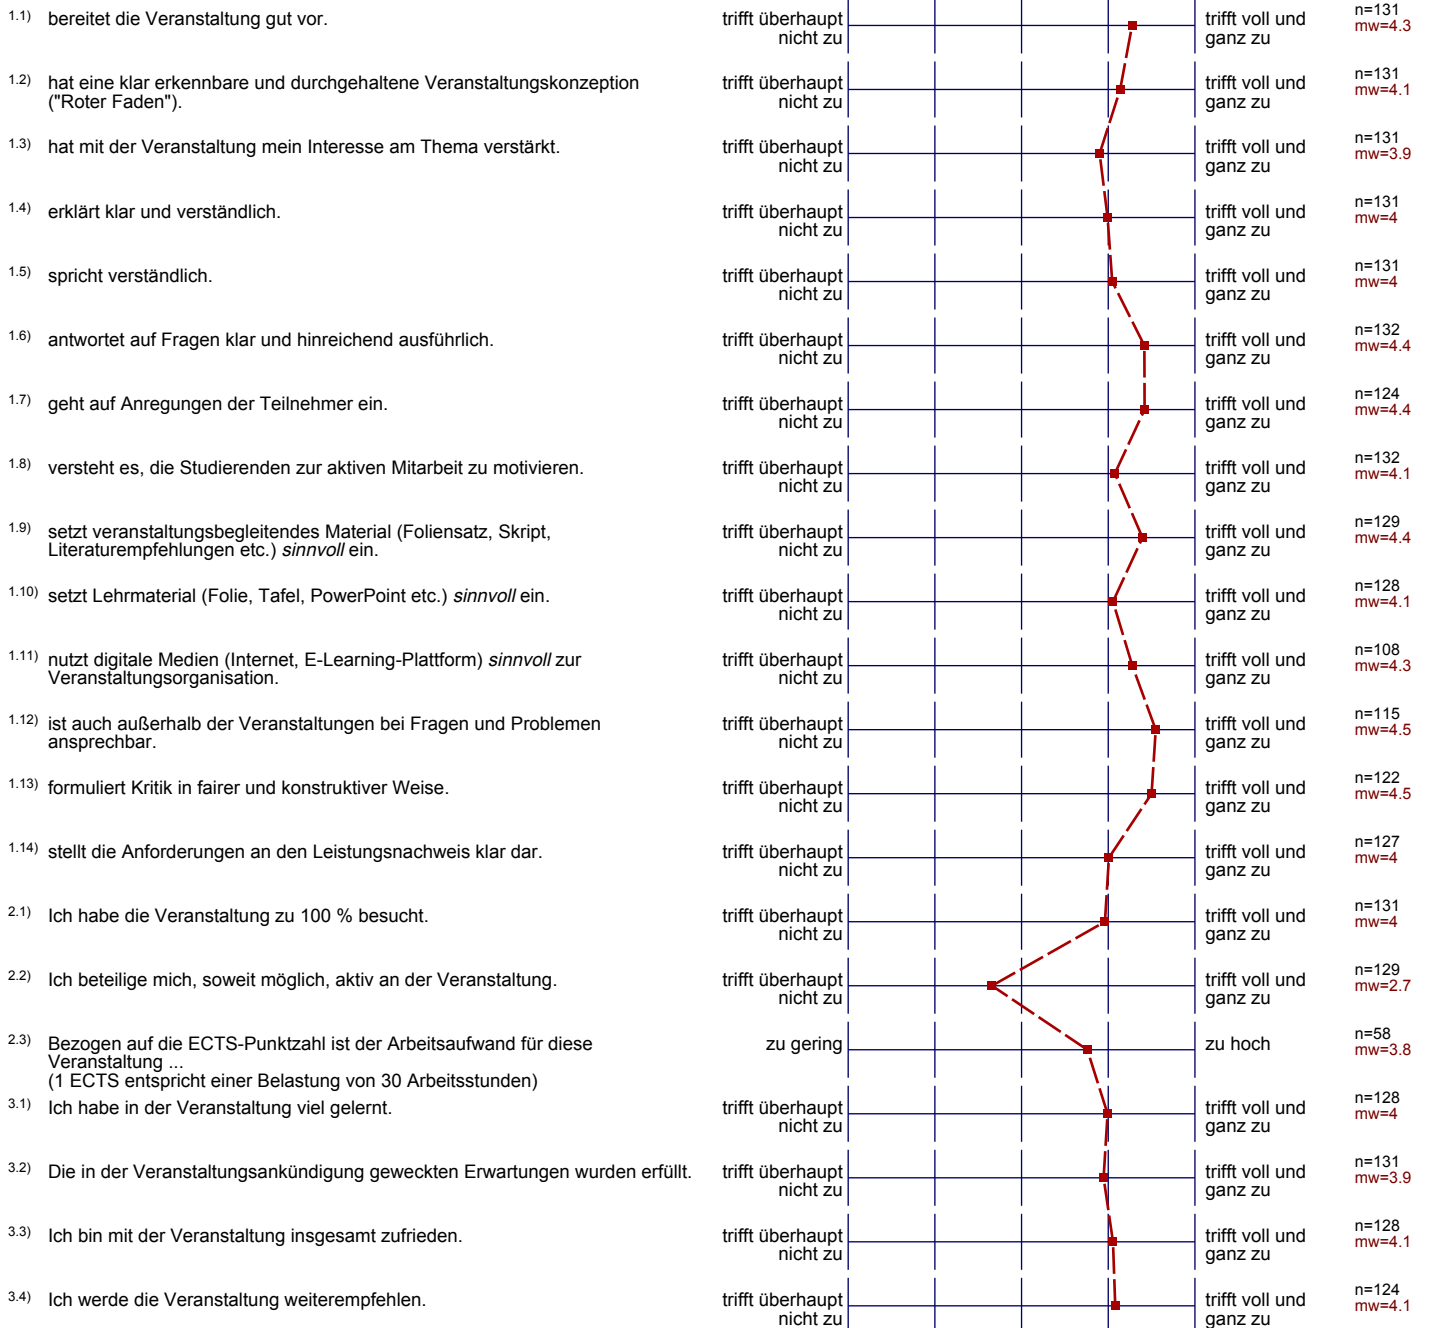 1.1) bereitet die Veranstaltung gut vor. trifft überhaupt trifft voll und n=131
nicht zu ganz zu mw=4.3
1.2) hat eine klar erkennbare und durchgehaltene Veranstaltungskonzeption trifft überhaupt trifft voll und n=131
("Roter Faden"). nicht zu ganz zu mw=4.1
1.3) hat mit der Veranstaltung mein Interesse am Thema verstärkt. trifft überhaupt trifft voll und n=131
nicht zu ganz zu mw=3.9
1.4) erklärt klar und verständlich. trifft überhaupt trifft voll und n=131
nicht zu ganz zu mw=4
1.5) spricht verständlich. trifft überhaupt trifft voll und n=131
nicht zu ganz zu mw=4
1.6) antwortet auf Fragen klar und hinreichend ausführlich. trifft überhaupt trifft voll und n=132
nicht zu ganz zu mw=4.4
1.7) geht auf Anregungen der Teilnehmer ein. trifft überhaupt trifft voll und n=124
nicht zu ganz zu mw=4.4
1.8) versteht es, die Studierenden zur aktiven Mitarbeit zu motivieren. trifft überhaupt trifft voll und n=132
nicht zu ganz zu mw=4.1
1.9) setzt veranstaltungsbegleitendes Material (Foliensatz, Skript, trifft überhaupt trifft voll und n=129
Literaturempfehlungen etc.) sinnvoll ein. nicht zu ganz zu mw=4.4
1.10) setzt Lehrmaterial (Folie, Tafel, PowerPoint etc.) sinnvoll ein. trifft überhaupt trifft voll und n=128
nicht zu ganz zu mw=4.1
1.11) nutzt digitale Medien (Internet, E-Learning-Plattform) sinnvoll zur trifft überhaupt trifft voll und n=108
Veranstaltungsorganisation. nicht zu ganz zu mw=4.3
1.12) ist auch außerhalb der Veranstaltungen bei Fragen und Problemen trifft überhaupt trifft voll und n=115
ansprechbar. nicht zu ganz zu mw=4.5
1.13) formuliert Kritik in fairer und konstruktiver Weise. trifft überhaupt trifft voll und n=122
nicht zu ganz zu mw=4.5
1.14) stellt die Anforderungen an den Leistungsnachweis klar dar. trifft überhaupt trifft voll und n=127
nicht zu ganz zu mw=4
2.1) Ich habe die Veranstaltung zu 100 % besucht. trifft überhaupt trifft voll und n=131
nicht zu ganz zu mw=4
2.2) Ich beteilige mich, soweit möglich, aktiv an der Veranstaltung. trifft überhaupt trifft voll und n=129
nicht zu ganz zu mw=2.7
2.3) Bezogen auf die ECTS-Punktzahl ist der Arbeitsaufwand für diese zu gering zu hoch n=58
Veranstaltung ... mw=3.8
(1 ECTS entspricht einer Belastung von 30 Arbeitsstunden)
3.1) Ich habe in der Veranstaltung viel gelernt. trifft überhaupt trifft voll und n=128
nicht zu ganz zu mw=4
3.2) Die in der Veranstaltungsankündigung geweckten Erwartungen wurden erfüllt. trifft überhaupt trifft voll und n=131
nicht zu ganz zu mw=3.9
3.3) Ich bin mit der Veranstaltung insgesamt zufrieden. trifft überhaupt trifft voll und n=128
nicht zu ganz zu mw=4.1
3.4) Ich werde die Veranstaltung weiterempfehlen. trifft überhaupt trifft voll und n=124
nicht zu ganz zu mw=4.1